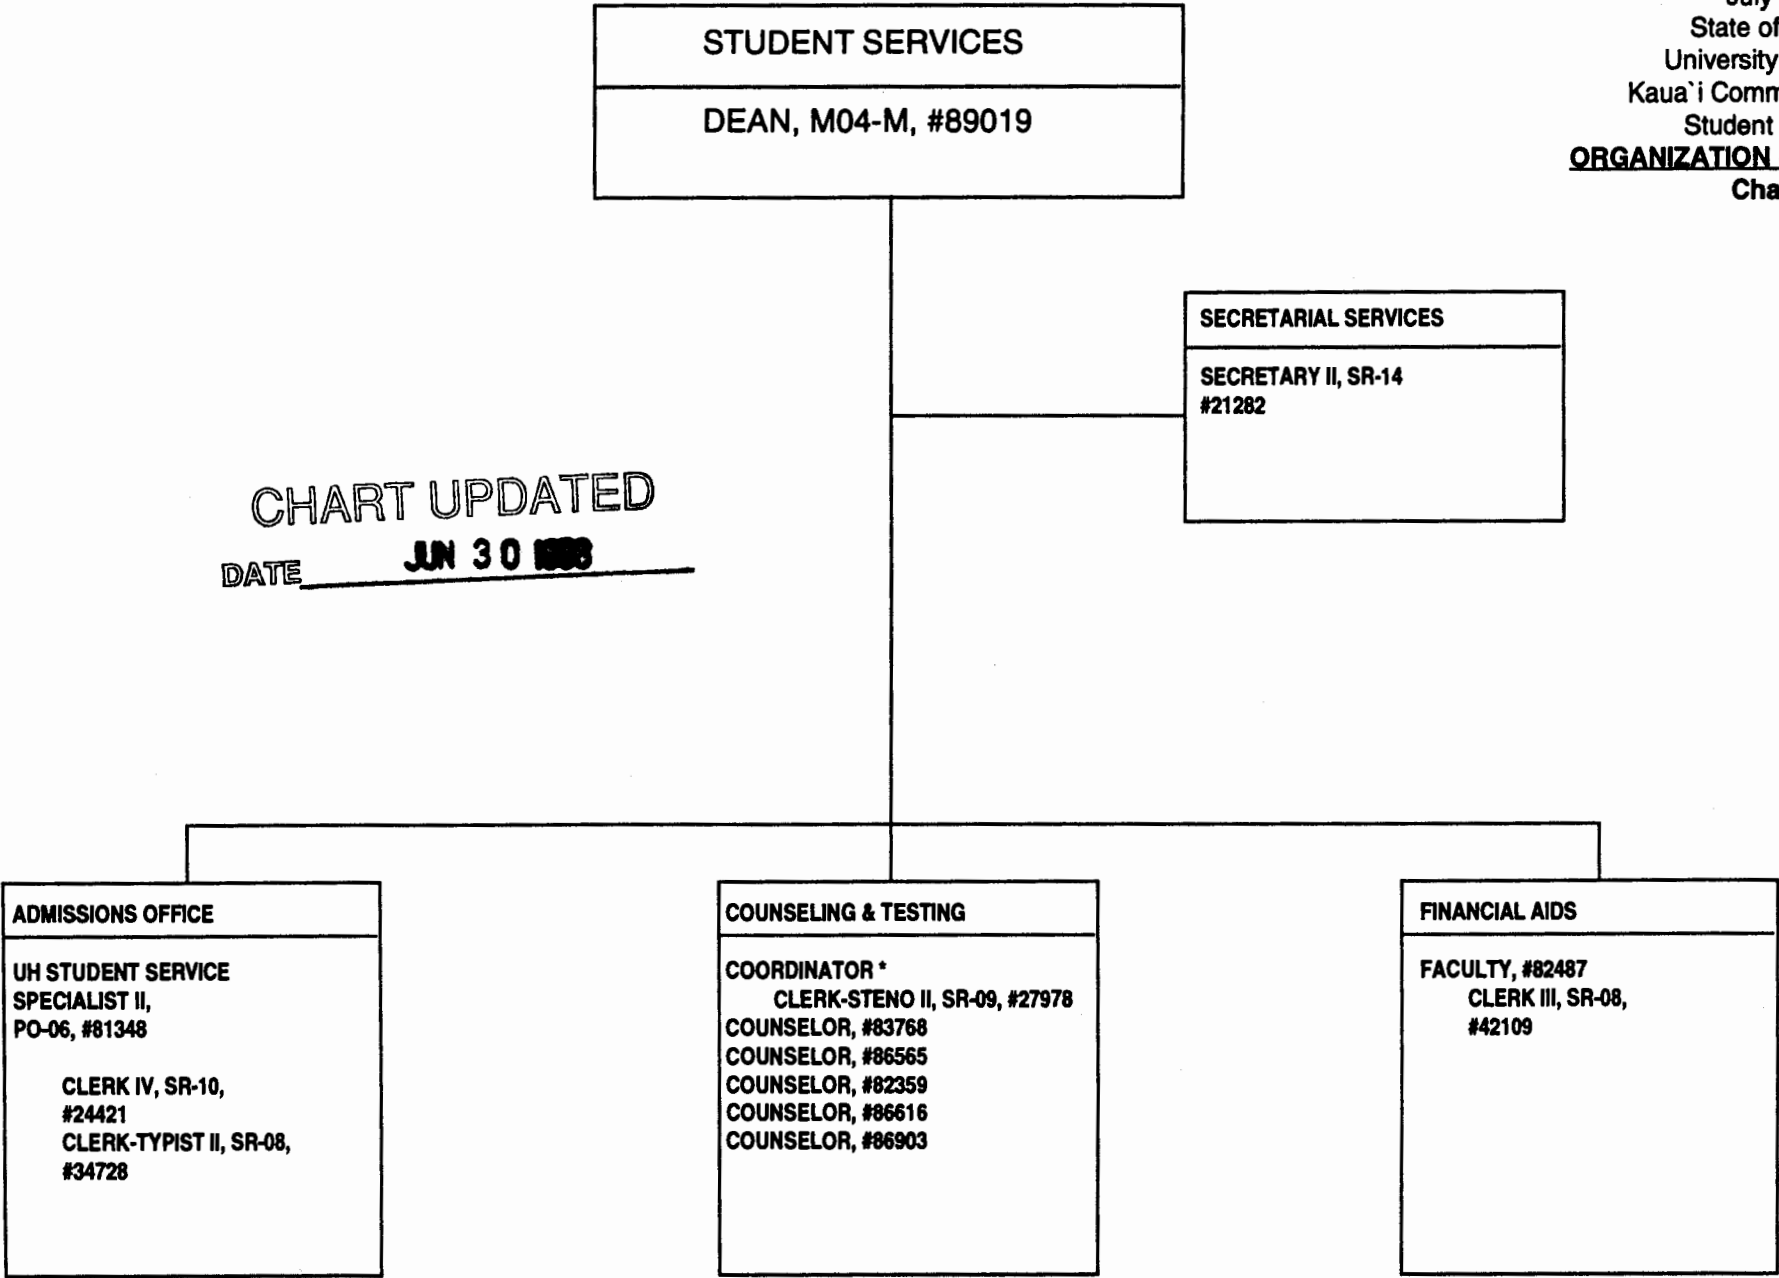 STUDENT SERVICES
DEAN, M04-M, #89019
July
State of
University
Kaua`i Comm
Student
ORGANIZATION
Cha
SECRETARIAL SERVICES
SECRETARY II, SR-14
#21282
CHART UPDATED
DATE JUN 30
ADMISSIONS OFFICE
UH STUDENT SERVICE
SPECIALIST II,
PO-06, #81348
CLERK IV, SR-10,
#24421
CLERK-TYPIST II, SR-08,
#34728
COUNSELING & TESTING
COORDINATOR *
CLERK-STENO II, SR-09, #27978
COUNSELOR, #83768
COUNSELOR, #86565
COUNSELOR, #82359
COUNSELOR, #86616
COUNSELOR, #86903
FINANCIAL AIDS
FACULTY, #82487
CLERK III, SR-08,
#42109